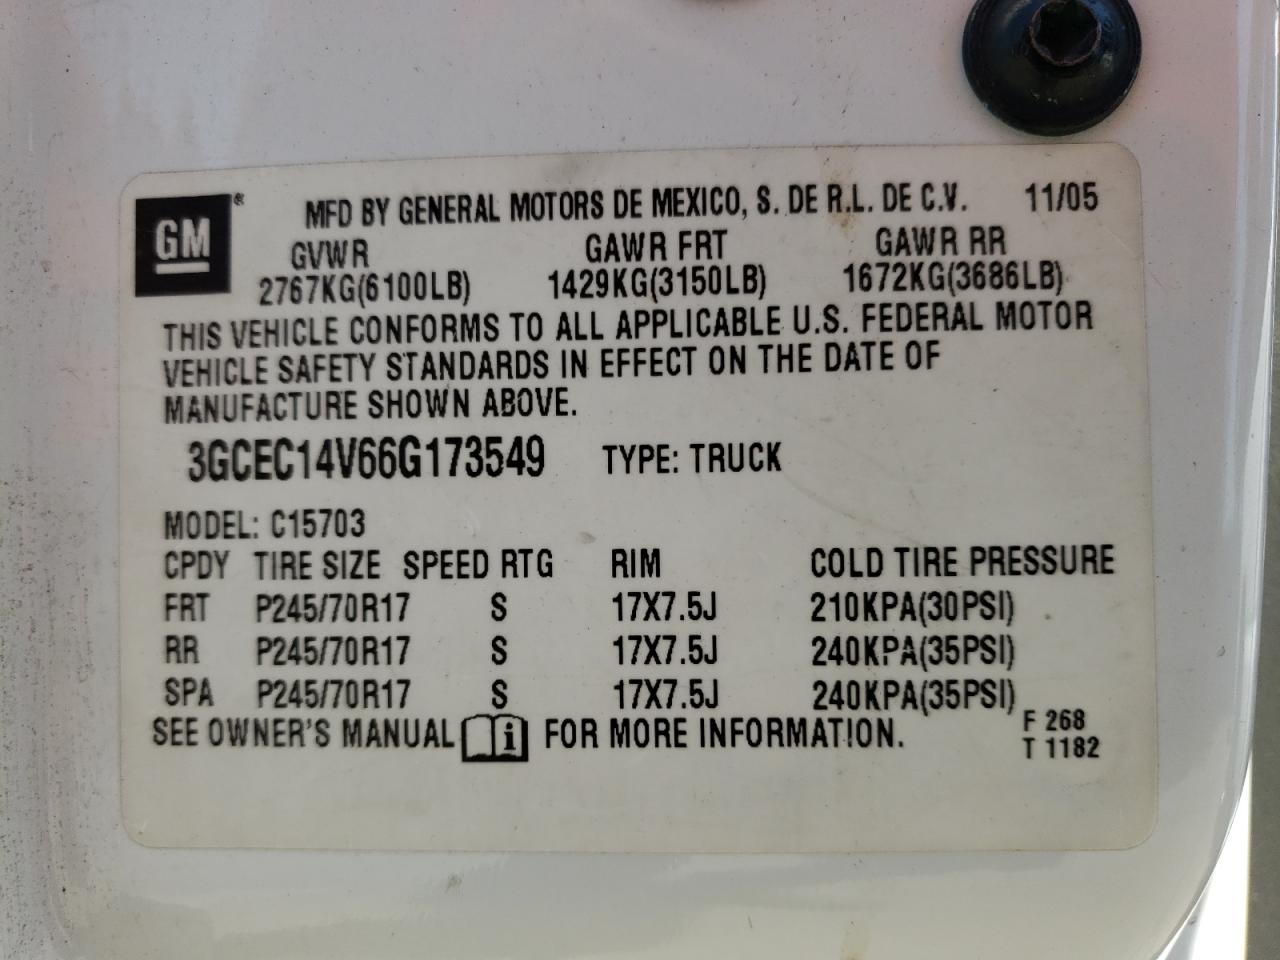 GM® MFD BY GENERAL MOTORS DE MEXICO, S. DE R.L. DE C.V. 11/05
GVWR GAWR FRT GAWR RR
2767KG(6100LB) 1429KG(3150LB) 1672KG(3686LB)
THIS VEHICLE CONFORMS TO ALL APPLICABLE U.S. FEDERAL MOTOR
VEHICLE SAFETY STANDARDS IN EFFECT ON THE DATE OF
MANUFACTURE SHOWN ABOVE.
3GCEC14V66G173549 TYPE: TRUCK
MODEL: C15703
CPDY TIRE SIZE SPEED RTG RIM COLD TIRE PRESSURE
FRT P245/70R17 S 17X7.5J 210KPA(30PSI)
RR P245/70R17 S 17X7.5J 240KPA(35PSI)
SPA P245/70R17 S 17X7.5J 240KPA(35PSI)
SEE OWNER'S MANUAL i FOR MORE INFORMATION. F 268
T 1182